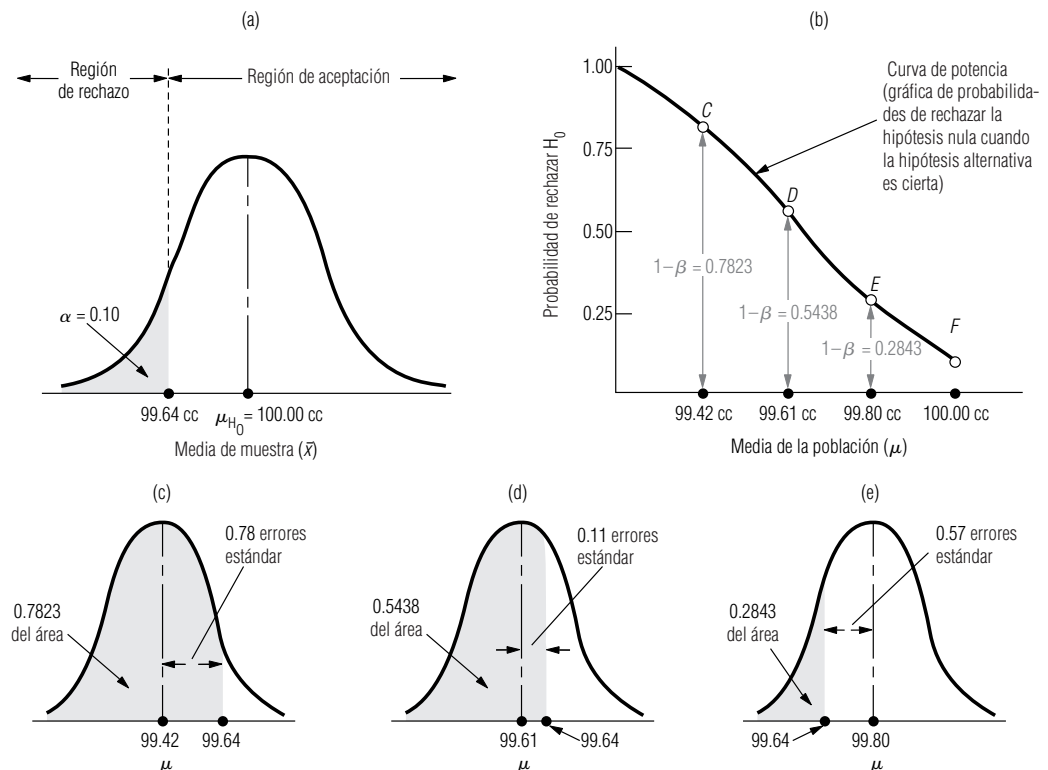 (a)
Región
de rechazo
Región de aceptación
α = 0.10
99.64 cc
μH₀ = 100.00 cc
Media de muestra (x̄)
(b)
Probabilidad de rechazar H₀
1.00
0.75
0.50
0.25
C
D
E
F
Curva de potencia
(gráfica de probabilida-
des de rechazar la
hipótesis nula cuando
la hipótesis alternativa
es cierta)
1–β = 0.7823
1–β = 0.5438
1–β = 0.2843
99.42 cc
99.61 cc
99.80 cc
100.00 cc
Media de la población (μ)
(c)
0.78 errores
estándar
0.7823
del área
99.42
99.64
μ
(d)
0.11 errores
estándar
0.5438
del área
99.61
99.64
μ
(e)
0.57 errores
estándar
0.2843
del área
99.64
99.80
μ